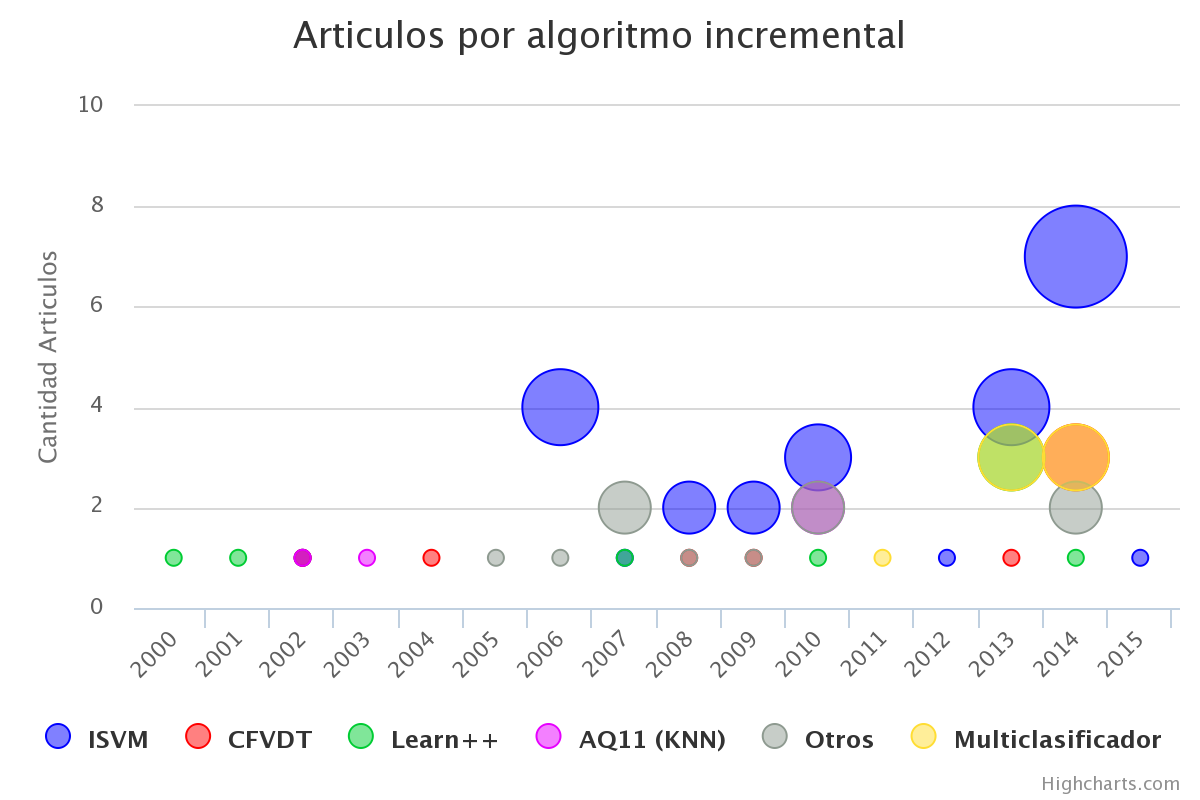 Articulos por algoritmo incremental
10
8
6
4
2
0
Cantidad Articulos
2000 2001 2002 2003 2004 2005 2006 2007 2008 2009 2010 2011 2012 2013 2014 2015
ISVM CFVDT Learn++ AQ11 (KNN) Otros Multiclasificador
Highcharts.com